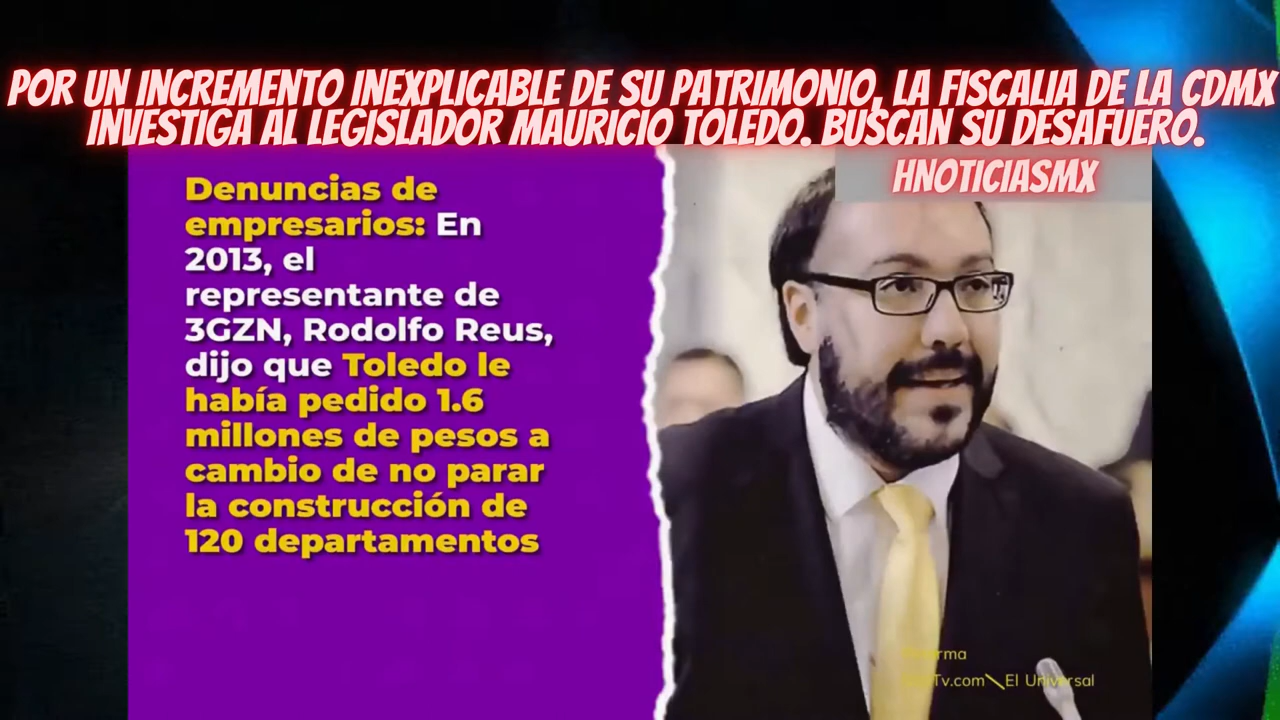 POR UN INCREMENTO INEXPLICABLE DE SU PATRIMONIO, LA FISCALIA DE LA CDMX
INVESTIGA AL LEGISLADOR MAURICIO TOLEDO. BUSCAN SU DESAFUERO.
HNOTICIASMX
Denuncias de
empresarios: En
2013, el
representante de
3GZN, Rodolfo Reus,
dijo que Toledo le
había pedido 1.6
millones de pesos a
cambio de no parar
la construcción de
120 departamentos
El Universal